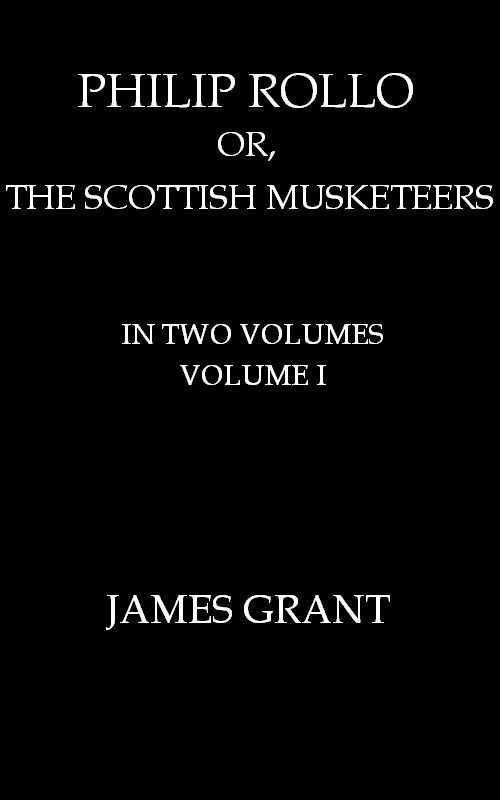 PHILIP ROLLO
OR,
THE SCOTTISH MUSKETEERS
IN TWO VOLUMES
VOLUME I
JAMES GRANT